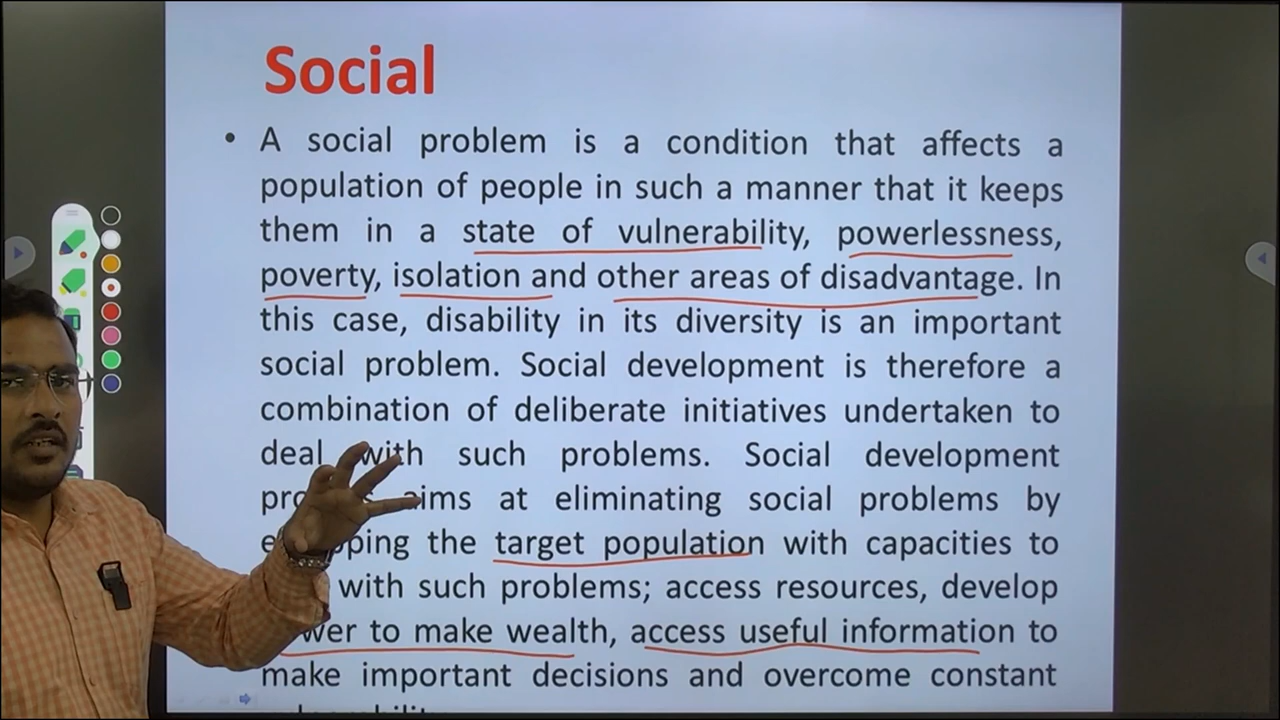 Social
• A social problem is a condition that affects a
population of people in such a manner that it keeps
them in a state of vulnerability, powerlessness,
poverty, isolation and other areas of disadvantage. In
this case, disability in its diversity is an important
social problem. Social development is therefore a
combination of deliberate initiatives undertaken to
deal with such problems. Social development
aims at eliminating social problems by
the target population with capacities to
with such problems; access resources, develop
to make wealth, access useful information to
make important decisions and overcome constant